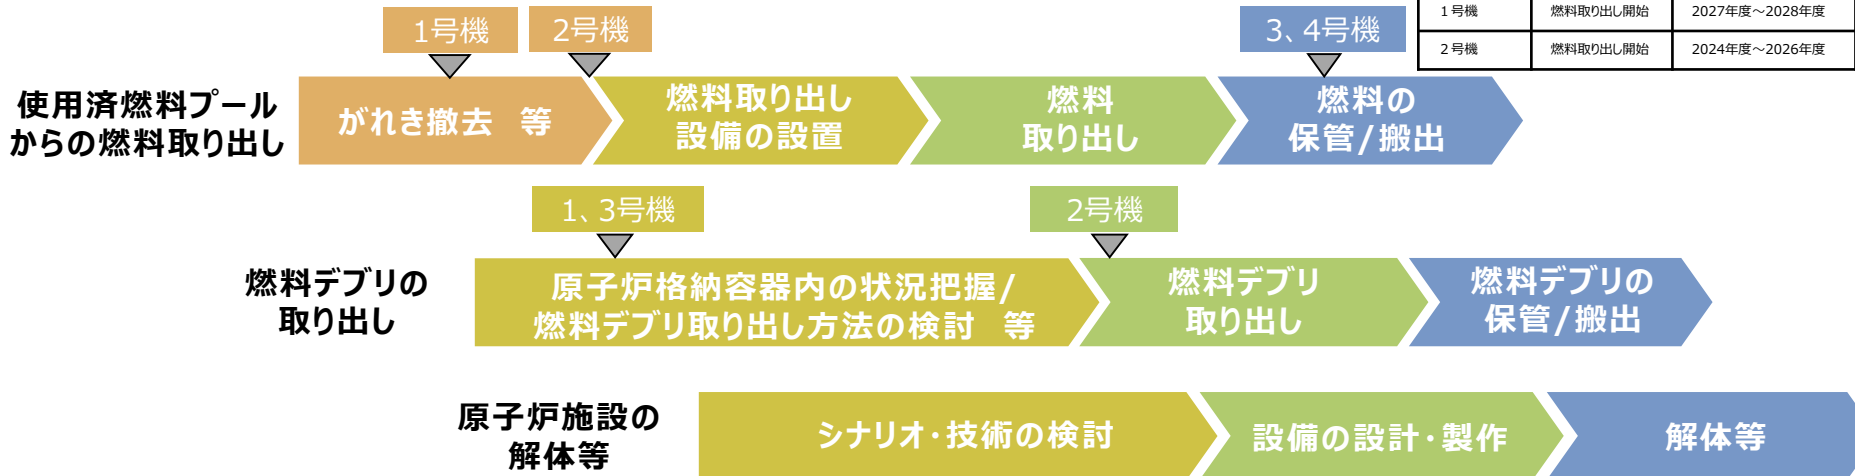 1号機
2号機
3、4号機
1号機 燃料取り出し開始 2027年度～2028年度
2号機 燃料取り出し開始 2024年度～2026年度
使用済燃料プール
からの燃料取り出し
がれき撤去 等
燃料取り出し
設備の設置
燃料
取り出し
燃料の
保管/搬出
1、3号機
2号機
燃料デブリの
取り出し
原子炉格納容器内の状況把握/
燃料デブリ取り出し方法の検討 等
燃料デブリ
取り出し
燃料デブリの
保管/搬出
原子炉施設の
解体等
シナリオ・技術の検討
設備の設計・製作
解体等